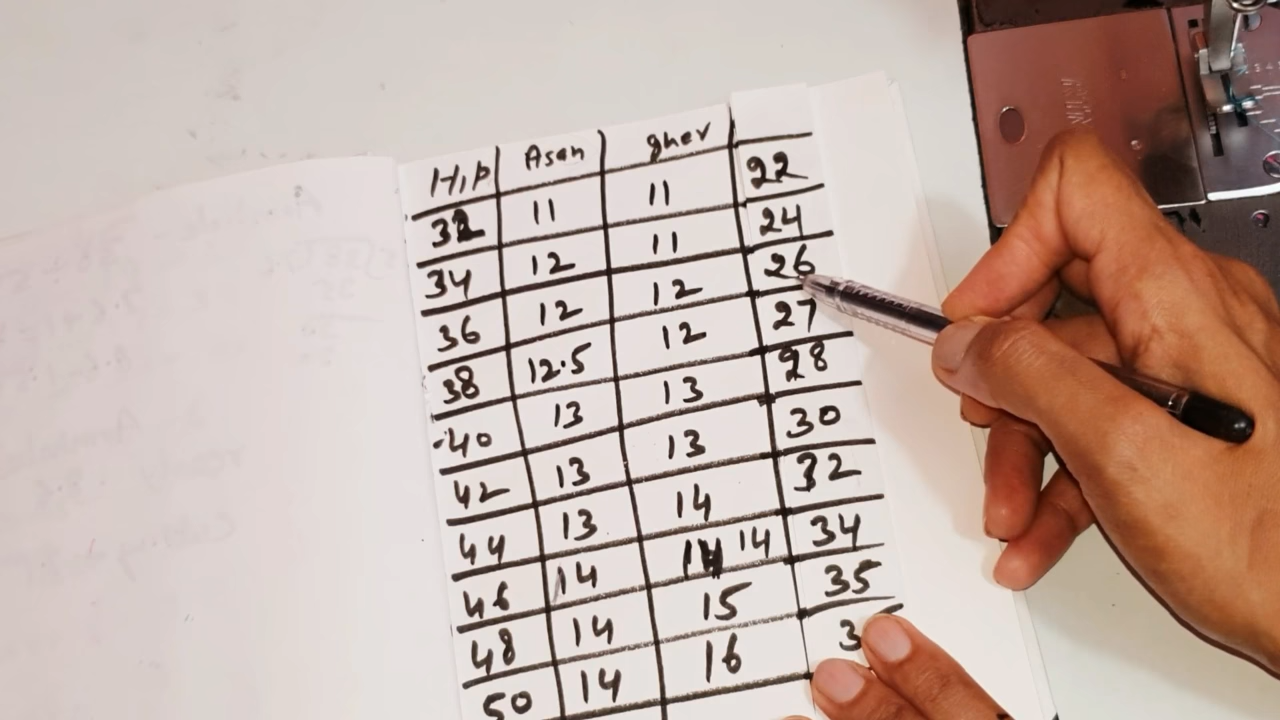 Hip Asan gher
32 11 11 22
34 12 11 24
36 12 12 26
38 12.5 12 27
40 13 13 28
42 13 13 30
44 13 14 32
46 14 14 34
48 14 15 35
50 14 16